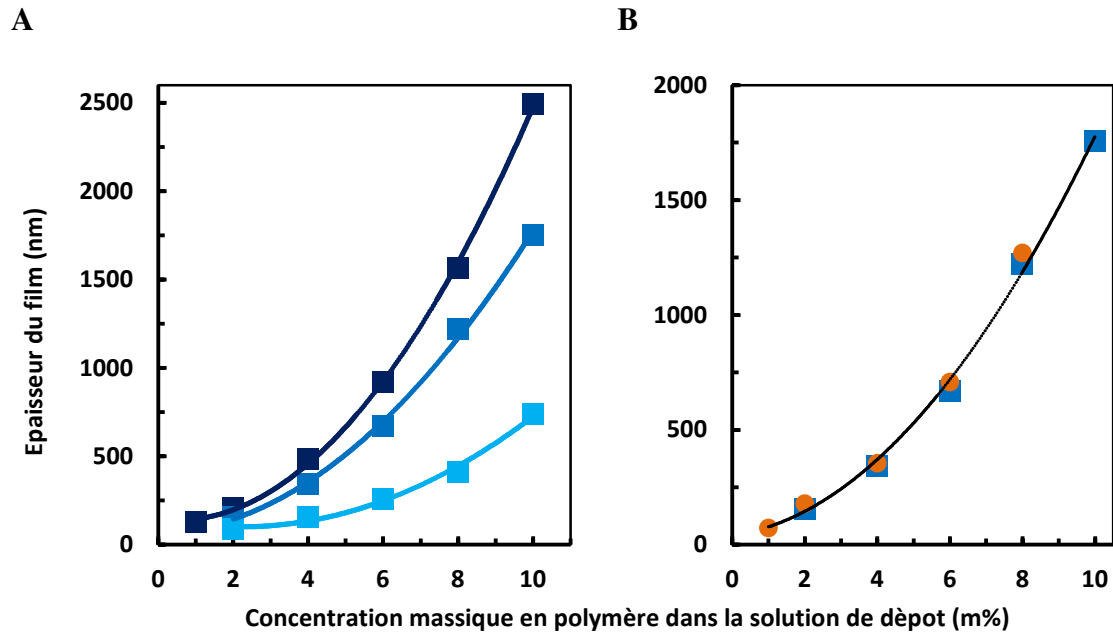 A
B
Epaisseur du film (nm)
2500
2000
1500
1000
500
0
0 2 4 6 8 10
2000
1500
1000
500
0
0 2 4 6 8 10
Concentration massique en polymère dans la solution de dèpot (m%)